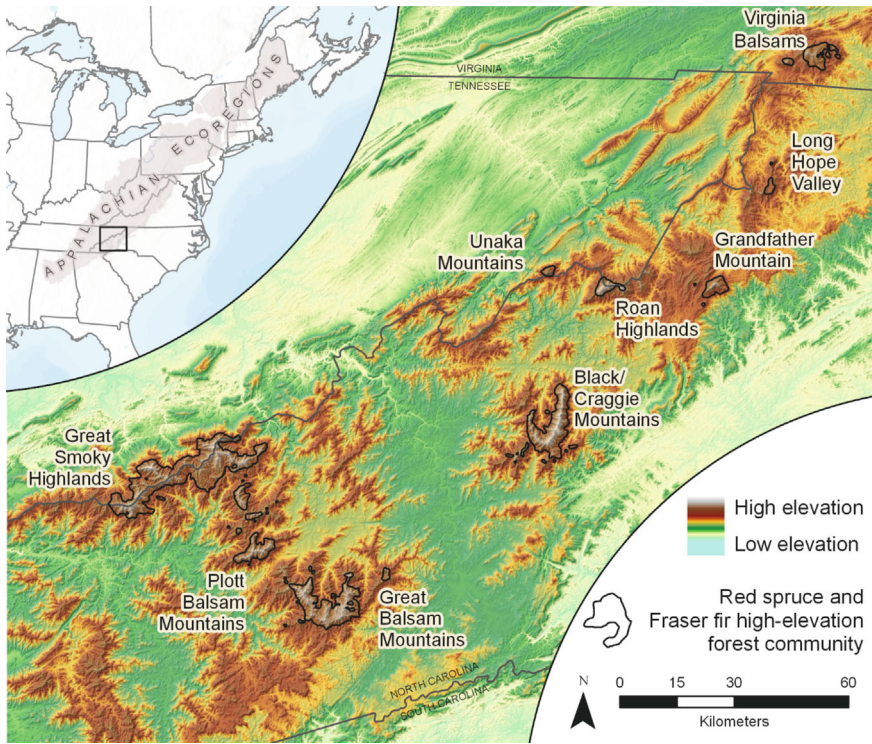 APPALACHIAN ECOREGIONS
Virginia
Balsams
VIRGINIA
TENNESSEE
Long
Hope
Valley
Unaka
Mountains
Grandfather
Mountain
Roan
Highlands
Black/
Craggie
Mountains
Great
Smoky
Highlands
Plott
Balsam
Mountains
Great
Balsam
Mountains
NORTH CAROLINA
SOUTH CAROLINA
High elevation
Low elevation
Red spruce and
Fraser fir high-elevation
forest community
N
0 15 30 60
Kilometers